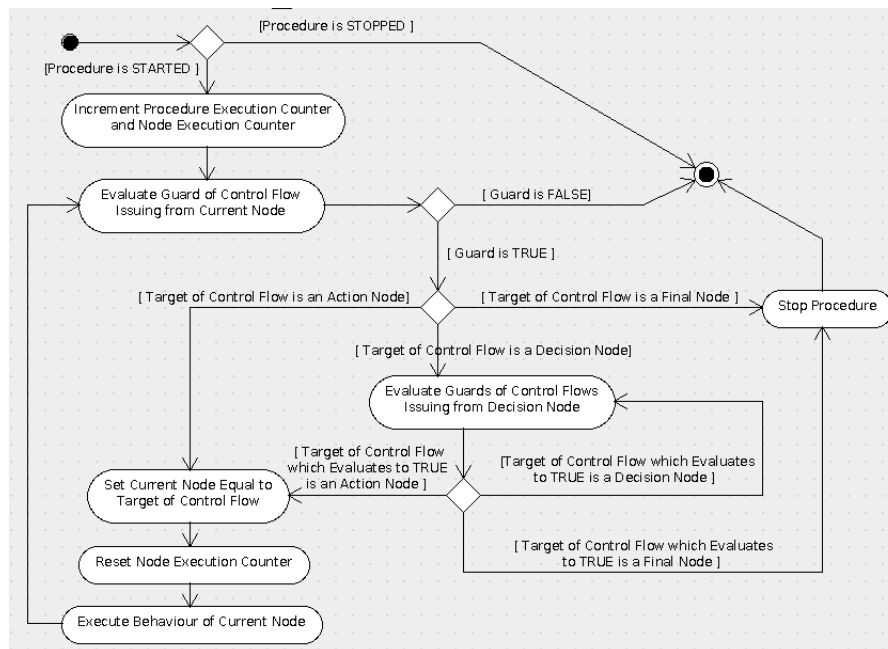 [Procedure is STOPPED ]
[Procedure is STARTED ]
Increment Procedure Execution Counter
and Node Execution Counter
Evaluate Guard of Control Flow
Issuing from Current Node
[ Guard is FALSE]
[ Guard is TRUE ]
[ Target of Control Flow is an Action Node]
[ Target of Control Flow is a Final Node ]
Stop Procedure
[ Target of Control Flow is a Decision Node]
Evaluate Guards of Control Flows
Issuing from Decision Node
[ Target of Control Flow
which Evaluates to TRUE
is an Action Node ]
[Target of Control Flow which Evaluates
to TRUE is a Decision Node ]
Set Current Node Equal to
Target of Control Flow
[ Target of Control Flow which Evaluates
to TRUE is a Final Node ]
Reset Node Execution Counter
Execute Behaviour of Current Node